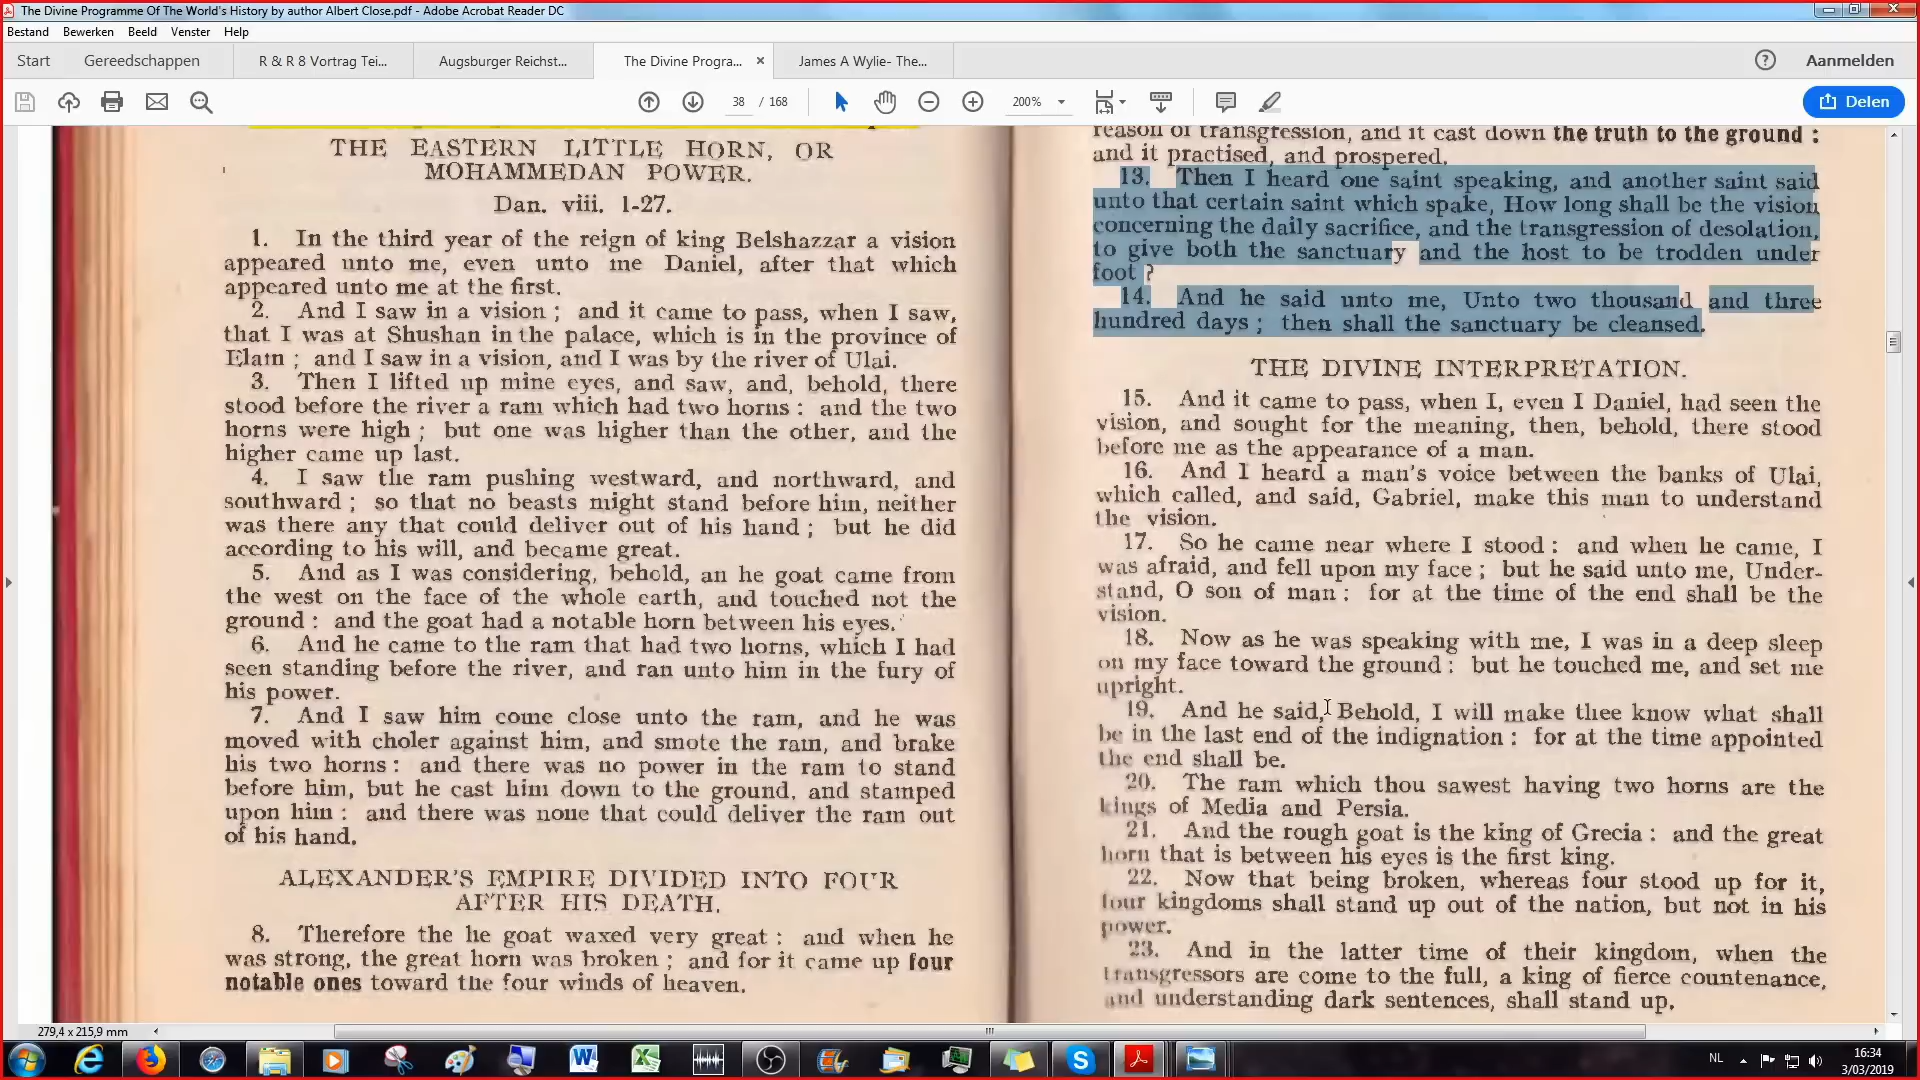 The Divine Programme Of The World's History by author Albert Close.pdf - Adobe Acrobat Reader DC
Bestand Bewerken Beeld Venster Help
Start Gereedschappen R & R 8 Vortrag Tei... Augsburger Reichst... The Divine Progra... James A Wylie- The... Aanmelden
38 / 168 200% Delen
THE EASTERN LITTLE HORN, OR
MOHAMMEDAN POWER.
Dan. viii. 1-27.
1. In the third year of the reign of king Belshazzar a vision
appeared unto me, even unto me Daniel, after that which
appeared unto me at the first.
2. And I saw in a vision ; and it came to pass, when I saw,
that I was at Shushan in the palace, which is in the province of
Elam ; and I saw in a vision, and I was by the river of Ulai.
3. Then I lifted up mine eyes, and saw, and, behold, there
stood before the river a ram which had two horns : and the two
horns were high ; but one was higher than the other, and the
higher came up last.
4. I saw the ram pushing westward, and northward, and
southward ; so that no beasts might stand before him, neither
was there any that could deliver out of his hand ; but he did
according to his will, and became great.
5. And as I was considering, behold, an he goat came from
the west on the face of the whole earth, and touched not the
ground : and the goat had a notable horn between his eyes.
6. And he came to the ram that had two horns, which I had
seen standing before the river, and ran unto him in the fury of
his power.
7. And I saw him come close unto the ram, and he was
moved with choler against him, and smote the ram, and brake
his two horns : and there was no power in the ram to stand
before him, but he cast him down to the ground, and stamped
upon him : and there was none that could deliver the ram out
of his hand.
ALEXANDER'S EMPIRE DIVIDED INTO FOUR
AFTER HIS DEATH.
8. Therefore the he goat waxed very great : and when he
was strong, the great horn was broken ; and for it came up four
notable ones toward the four winds of heaven.
reason of transgression, and it cast down the truth to the ground :
and it practised, and prospered.
13. Then I heard one saint speaking, and another saint said
unto that certain saint which spake, How long shall be the vision
concerning the daily sacrifice, and the transgression of desolation,
to give both the sanctuary and the host to be trodden under
foot ?
14. And he said unto me, Unto two thousand and three
hundred days ; then shall the sanctuary be cleansed.
THE DIVINE INTERPRETATION.
15. And it came to pass, when I, even I Daniel, had seen the
vision, and sought for the meaning, then, behold, there stood
before me as the appearance of a man.
16. And I heard a man's voice between the banks of Ulai,
which called, and said, Gabriel, make this man to understand
the vision.
17. So he came near where I stood : and when he came, I
was afraid, and fell upon my face ; but he said unto me, Under-
stand, O son of man : for at the time of the end shall be the
vision.
18. Now as he was speaking with me, I was in a deep sleep
on my face toward the ground : but he touched me, and set me
upright.
19. And he said, Behold, I will make thee know what shall
be in the last end of the indignation : for at the time appointed
the end shall be.
20. The ram which thou sawest having two horns are the
kings of Media and Persia.
21. And the rough goat is the king of Grecia : and the great
horn that is between his eyes is the first king.
22. Now that being broken, whereas four stood up for it,
four kingdoms shall stand up out of the nation, but not in his
power.
23. And in the latter time of their kingdom, when the
transgressors are come to the full, a king of fierce countenance,
and understanding dark sentences, shall stand up.
279,4 x 215,9 mm
NL 16:34
3/03/2019